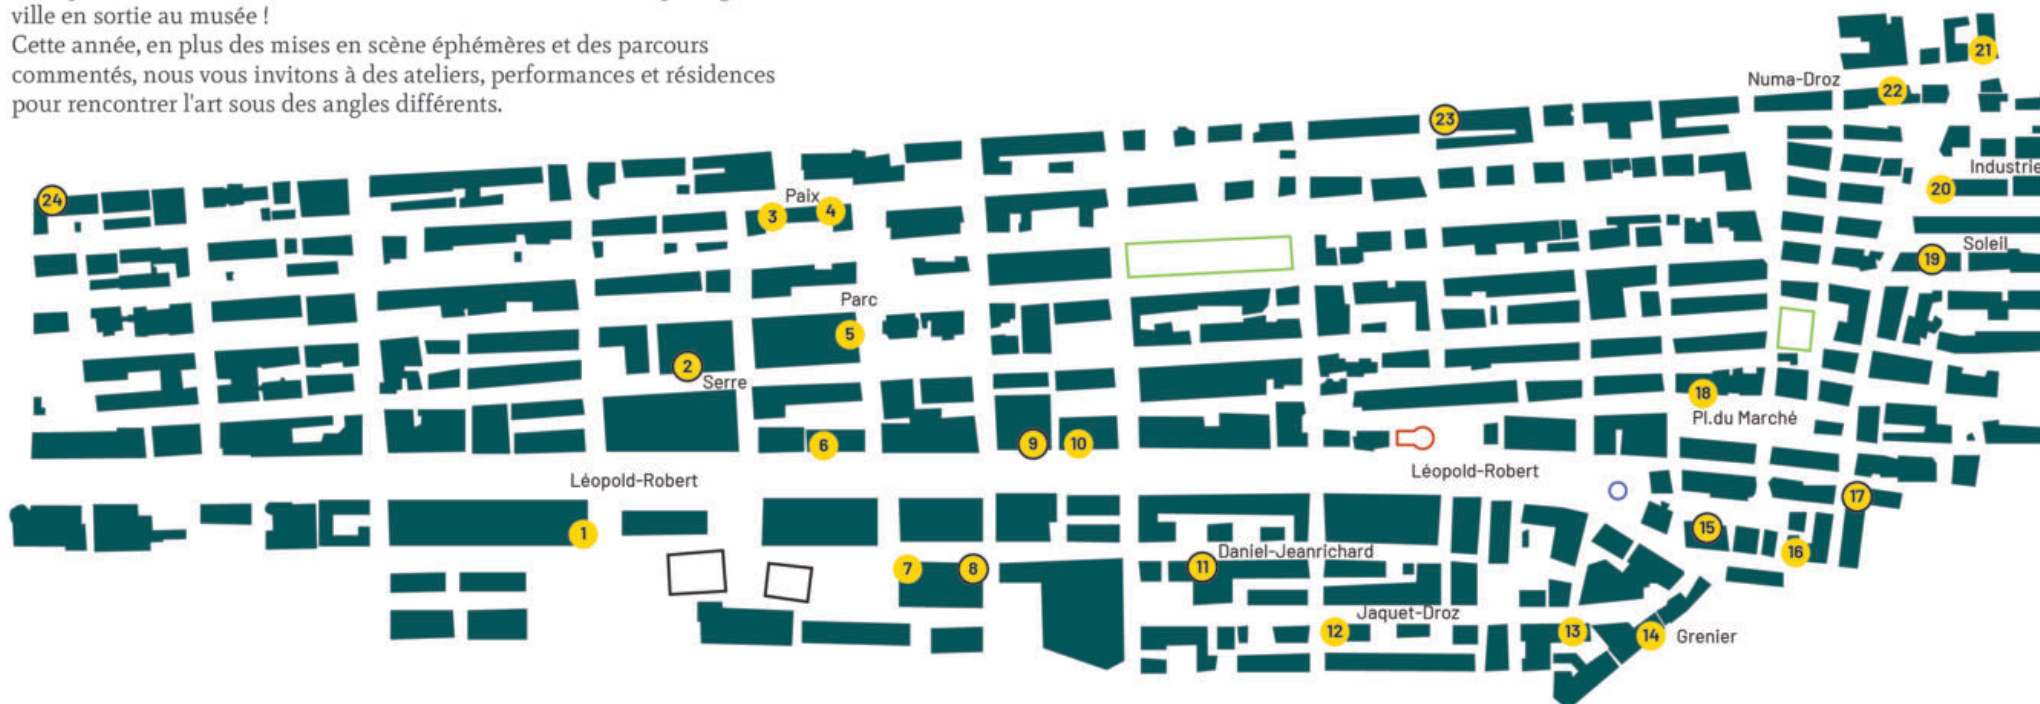 ville en sortie au musée !
Cette année, en plus des mises en scène éphémères et des parcours
commentés, nous vous invitons à des ateliers, performances et résidences
pour rencontrer l'art sous des angles différents.
21
Numa-Droz
22
23
Industrie
20
24
Paix
3
4
Soleil
19
Parc
5
2
Serre
18
Pl.du Marché
6
9
10
Léopold-Robert
Léopold-Robert
17
1
15
16
Daniel-Jeanrichard
7
8
11
Jaquet-Droz
12
13
14
Grenier